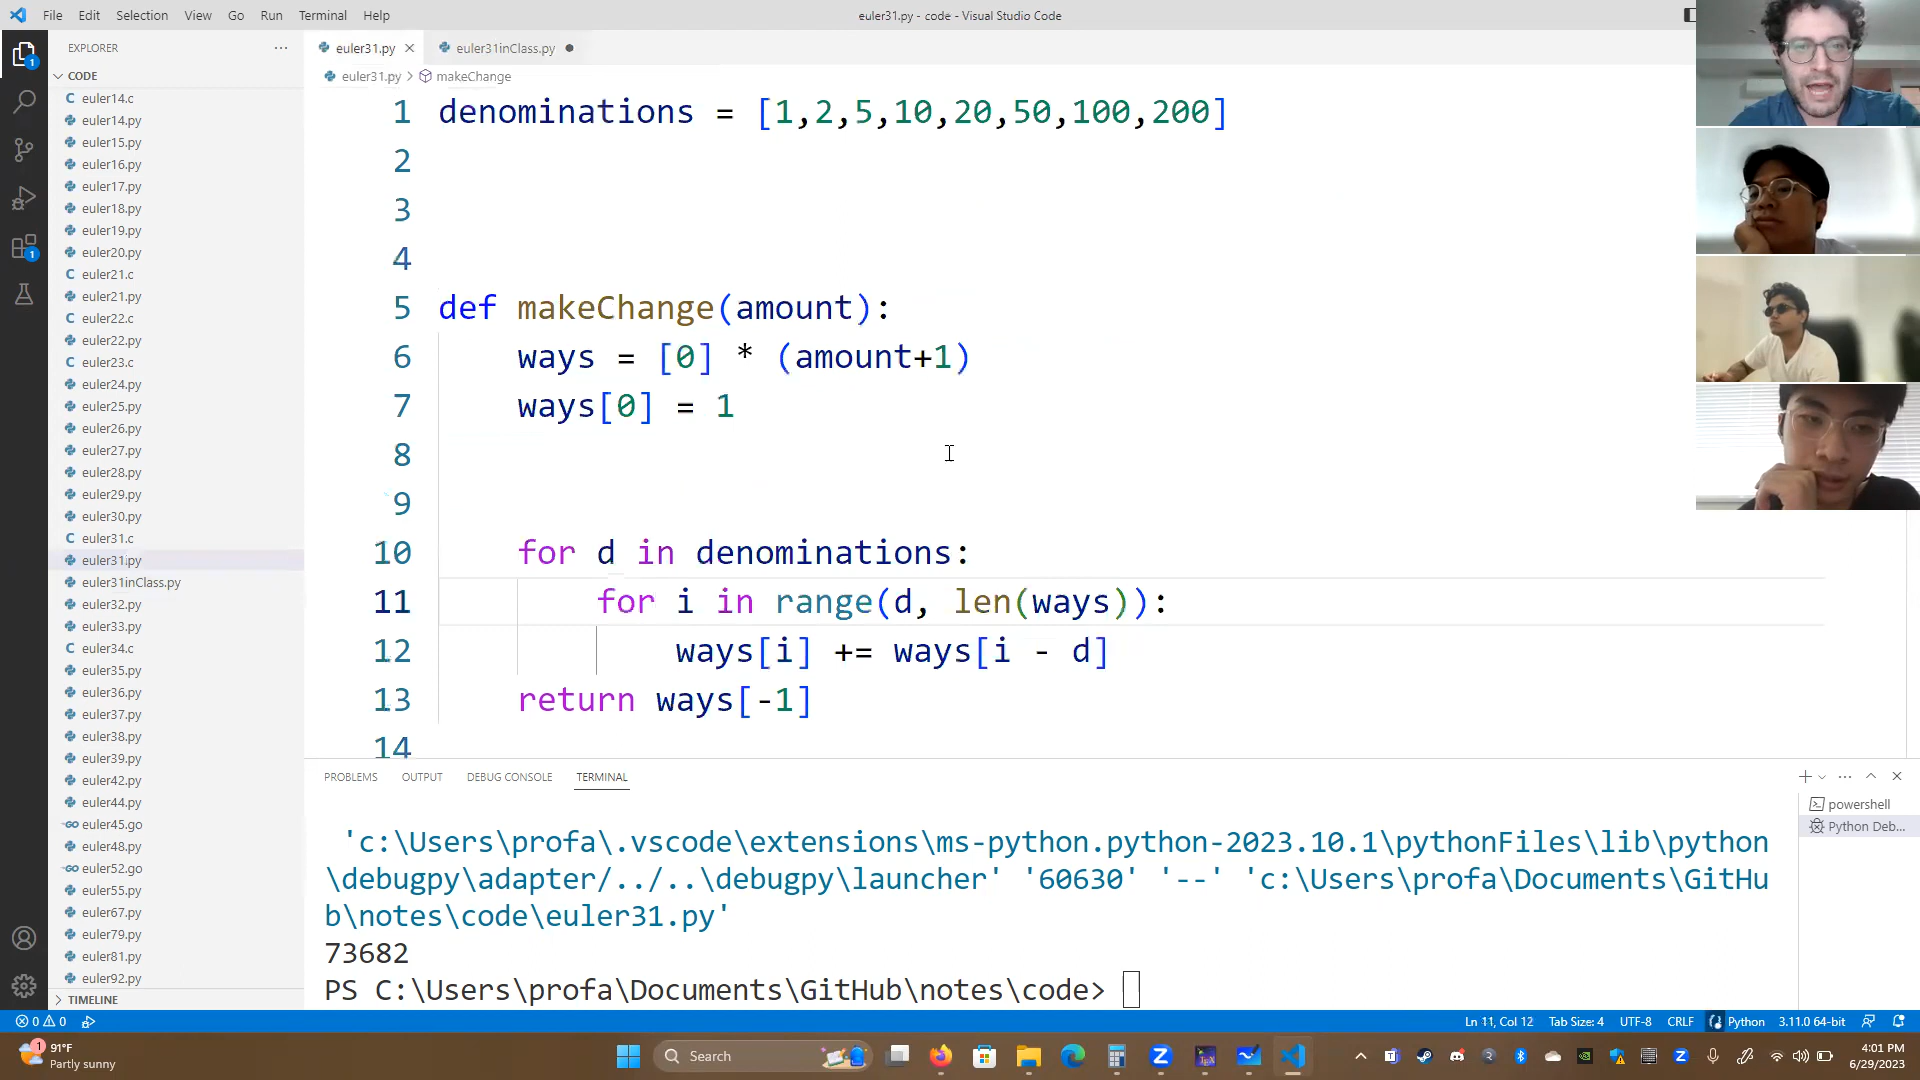 File Edit Selection View Go Run Terminal Help
euler31.py - code - Visual Studio Code
EXPLORER
euler31.py
euler31inClass.py
CODE
euler31.py > makeChange
C euler14.c
euler14.py
euler15.py
euler16.py
euler17.py
euler18.py
euler19.py
euler20.py
C euler21.c
euler21.py
C euler22.c
euler22.py
C euler23.c
euler24.py
euler25.py
euler26.py
euler27.py
euler28.py
euler29.py
euler30.py
C euler31.c
euler31.py
euler31inClass.py
euler32.py
euler33.py
C euler34.c
euler35.py
euler36.py
euler37.py
euler38.py
euler39.py
euler42.py
euler44.py
euler45.go
euler48.py
euler52.go
euler55.py
euler67.py
euler79.py
euler81.py
euler92.py
TIMELINE
1 denominations = [1,2,5,10,20,50,100,200]
2
3
4
5 def makeChange(amount):
6 ways = [0] * (amount+1)
7 ways[0] = 1
8
9
10 for d in denominations:
11 for i in range(d, len(ways)):
12 ways[i] += ways[i - d]
13 return ways[-1]
14
PROBLEMS OUTPUT DEBUG CONSOLE TERMINAL
'c:\Users\profa\.vscode\extensions\ms-python.python-2023.10.1\pythonFiles\lib\python
\debugpy\adapter/../..\debugpy\launcher' '60630' '--' 'c:\Users\profa\Documents\GitHu
b\notes\code\euler31.py'
73682
PS C:\Users\profa\Documents\GitHub\notes\code>
powershell
Python Deb...
0 0
Ln 11, Col 12 Tab Size: 4 UTF-8 CRLF Python 3.11.0 64-bit
91°F
Partly sunny
Search
4:01 PM
6/29/2023